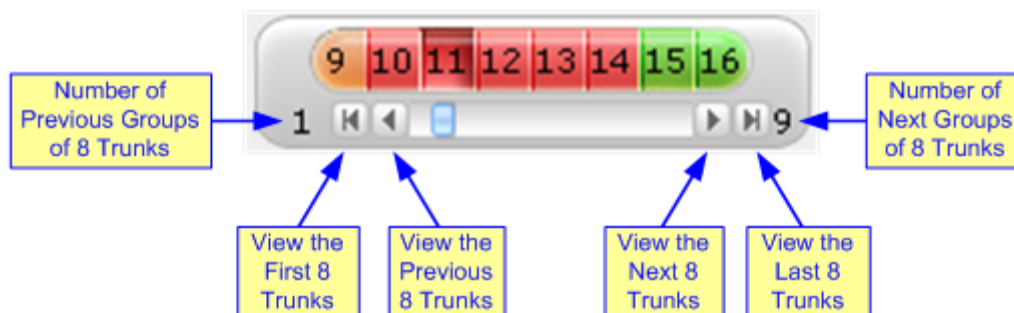 9 10 11 12 13 14 15 16
Number of
Previous Groups
of 8 Trunks
1
9
Number of
Next Groups
of 8 Trunks
View the
First 8
Trunks
View the
Previous
8 Trunks
View the
Next 8
Trunks
View the
Last 8
Trunks